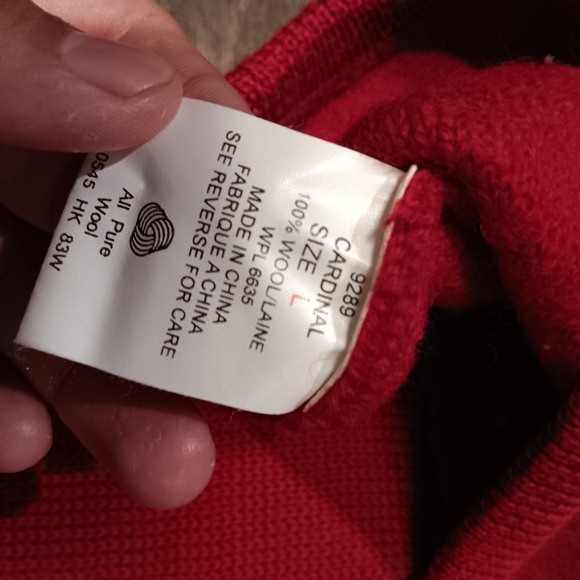 9289
CARDINAL
SIZE L
100% WOOL/LAINE
WPL 6635
MADE IN CHINA
FABRIQUE A CHINA
SEE REVERSE FOR CARE
All Pure
Wool
0545 HK 83W